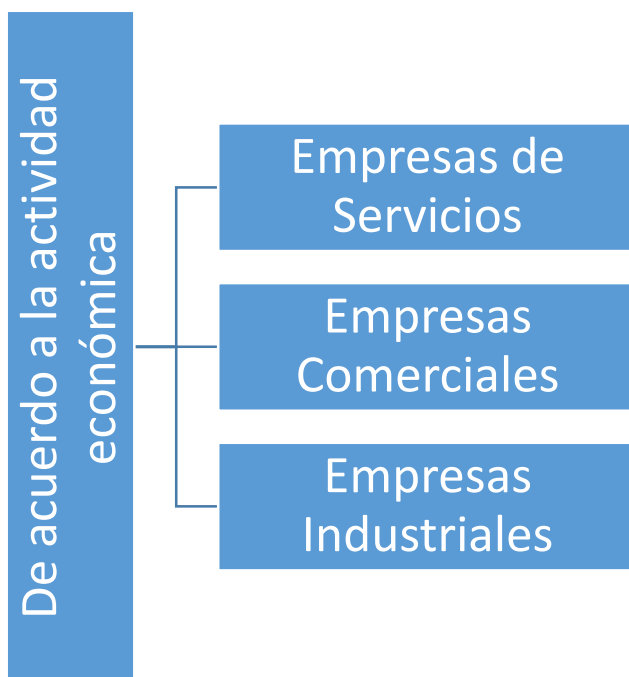 De acuerdo a la actividad
económica
Empresas de
Servicios
Empresas
Comerciales
Empresas
Industriales